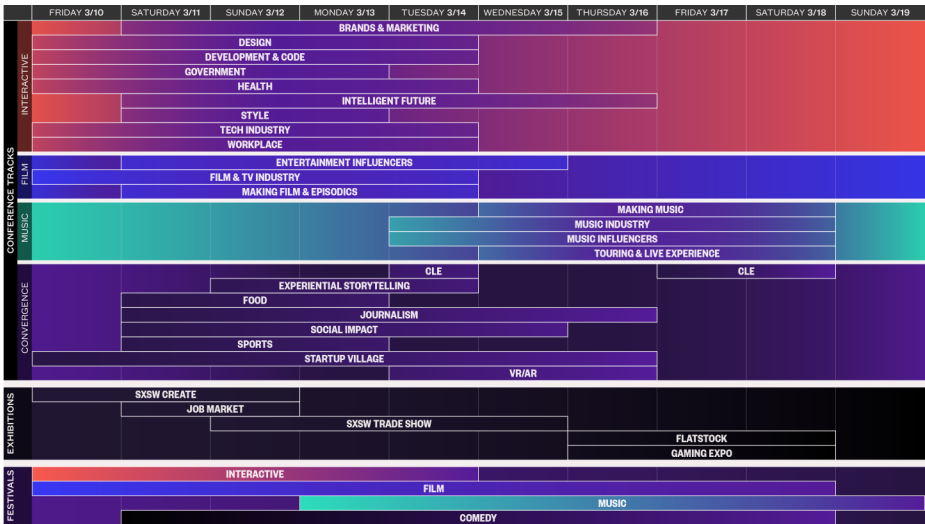 FRIDAY 3/10 SATURDAY 3/11 SUNDAY 3/12 MONDAY 3/13 TUESDAY 3/14 WEDNESDAY 3/15 THURSDAY 3/16 FRIDAY 3/17 SATURDAY 3/18 SUNDAY 3/19
CONFERENCE TRACKS
INTERACTIVE
BRANDS & MARKETING
DESIGN
DEVELOPMENT & CODE
GOVERNMENT
HEALTH
INTELLIGENT FUTURE
STYLE
TECH INDUSTRY
WORKPLACE
FILM
ENTERTAINMENT INFLUENCERS
FILM & TV INDUSTRY
MAKING FILM & EPISODICS
MUSIC
MAKING MUSIC
MUSIC INDUSTRY
MUSIC INFLUENCERS
TOURING & LIVE EXPERIENCE
CONVERGENCE
CLE CLE
EXPERIENTIAL STORYTELLING
FOOD
JOURNALISM
SOCIAL IMPACT
SPORTS
STARTUP VILLAGE
VR/AR
EXHIBITIONS
SXSW CREATE
JOB MARKET
SXSW TRADE SHOW
FLATSTOCK
GAMING EXPO
FESTIVALS
INTERACTIVE
FILM
MUSIC
COMEDY